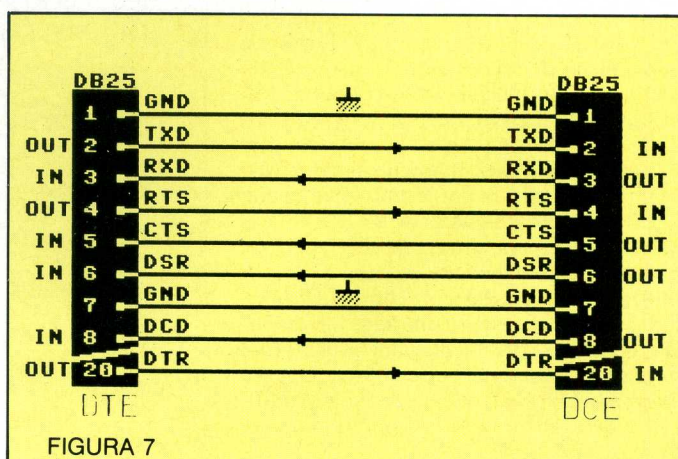 DB25 DB25
1 GND GND 1
OUT 2 TXD TXD 2 IN
IN 3 RXD RXD 3 OUT
OUT 4 RTS RTS 4 IN
IN 5 CTS CTS 5 OUT
IN 6 DSR DSR 6 OUT
7 GND GND 7
IN 8 DCD DCD 8 OUT
OUT 20 DTR DTR 20 IN
DTE DCE
FIGURA 7